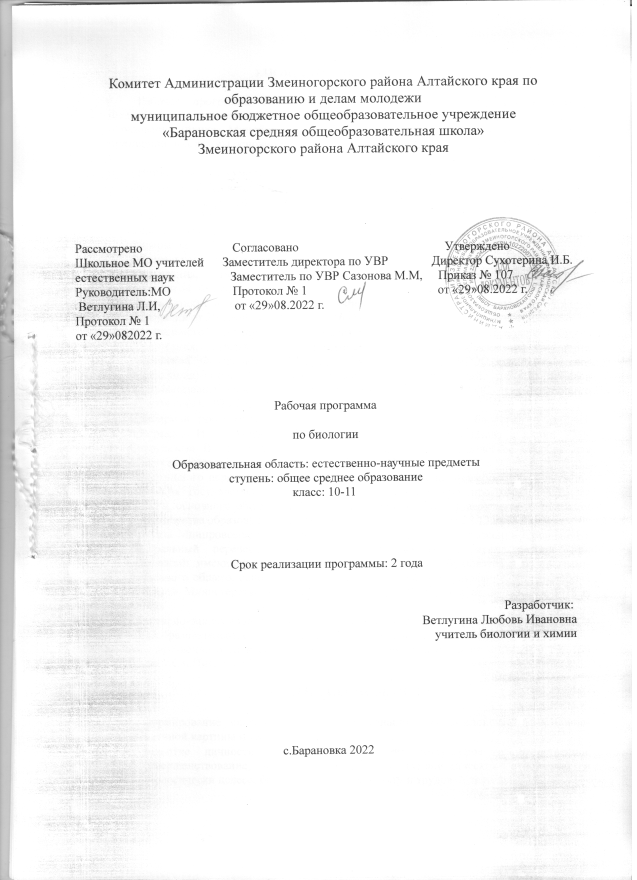 Комитет Администрации Змеиногорского района Алтайского края по
образованию и делам молодежи
муниципальное бюджетное общеобразовательное учреждение
«Барановская средняя общеобразовательная школа»
Змеиногорского района Алтайского края
Рассмотрено
Школьное МО учителей
естественных наук
Руководитель:МО
Ветлугина Л.И,
Протокол № 1
от «29»082022 г.
Согласовано
Заместитель директора по УВР
Заместитель по УВР Сазонова М.М,
Протокол № 1
от «29»08.2022 г.
Утверждено
Директор Сухотерина И.Б.
Приказ № 107
от «29»08.2022 г.
Рабочая программа
по биологии
Образовательная область: естественно-научные предметы
ступень: общее среднее образование
класс: 10-11
Срок реализации программы: 2 года
Разработчик:
Ветлугина Любовь Ивановна
учитель биологии и химии
с.Барановка 2022